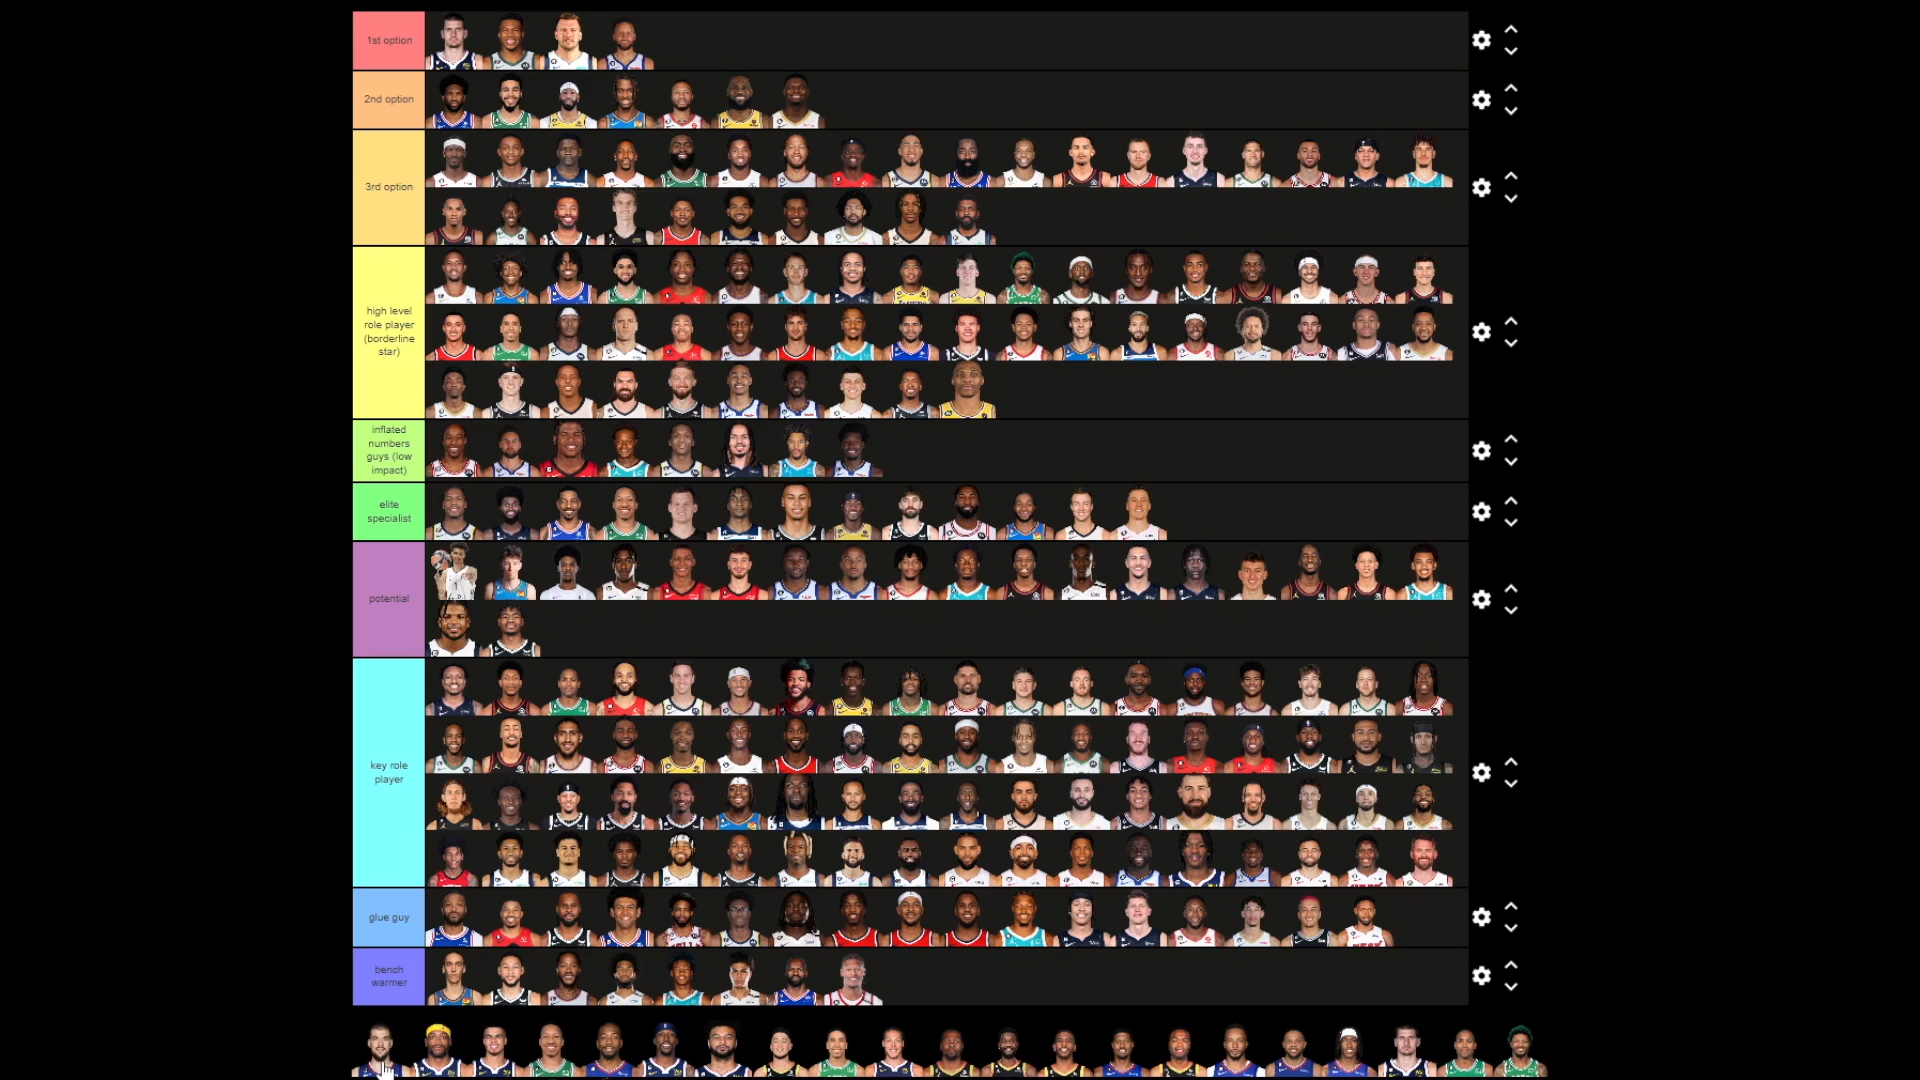 1st option
2nd option
3rd option
high level
role player
(borderline
star)
inflated
numbers
guys (low
impact)
elite
specialist
potential
key role
player
glue guy
bench
warmer